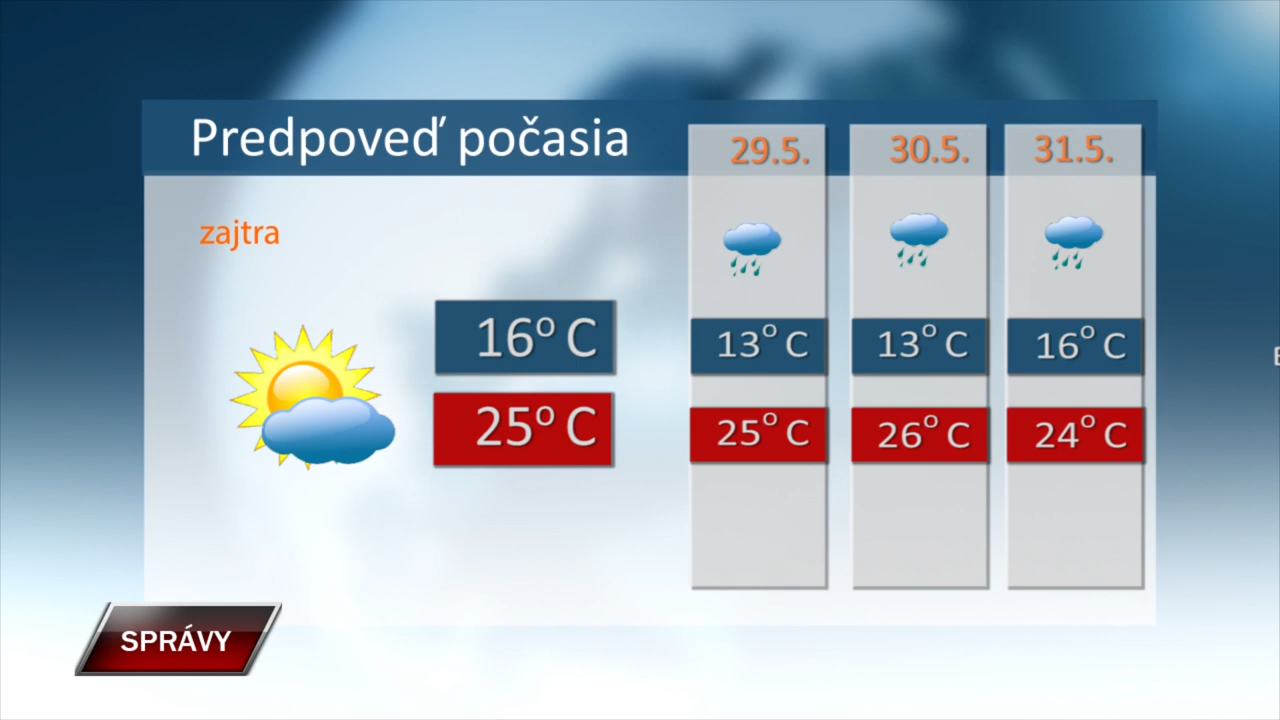 Predpoveď počasia
zajtra
16° C
25° C
29.5.
13° C
25° C
30.5.
13° C
26° C
31.5.
16° C
24° C
SPRÁVY